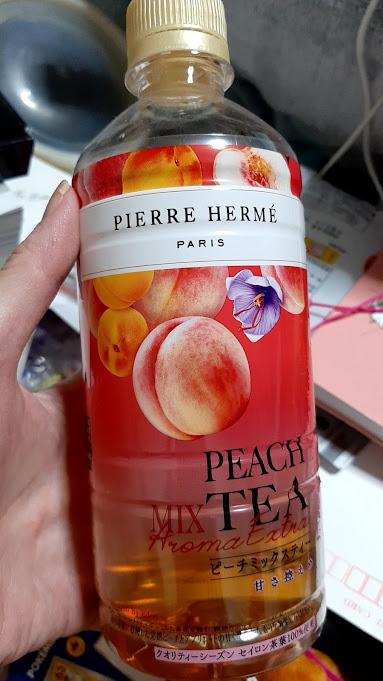 PIERRE HERMÉ
PARIS
PEACH
MIX TEA
Aroma Extra
ピーチミックスティー
甘さ控えめ
クオリティーシーズン セイロン茶葉100%使用